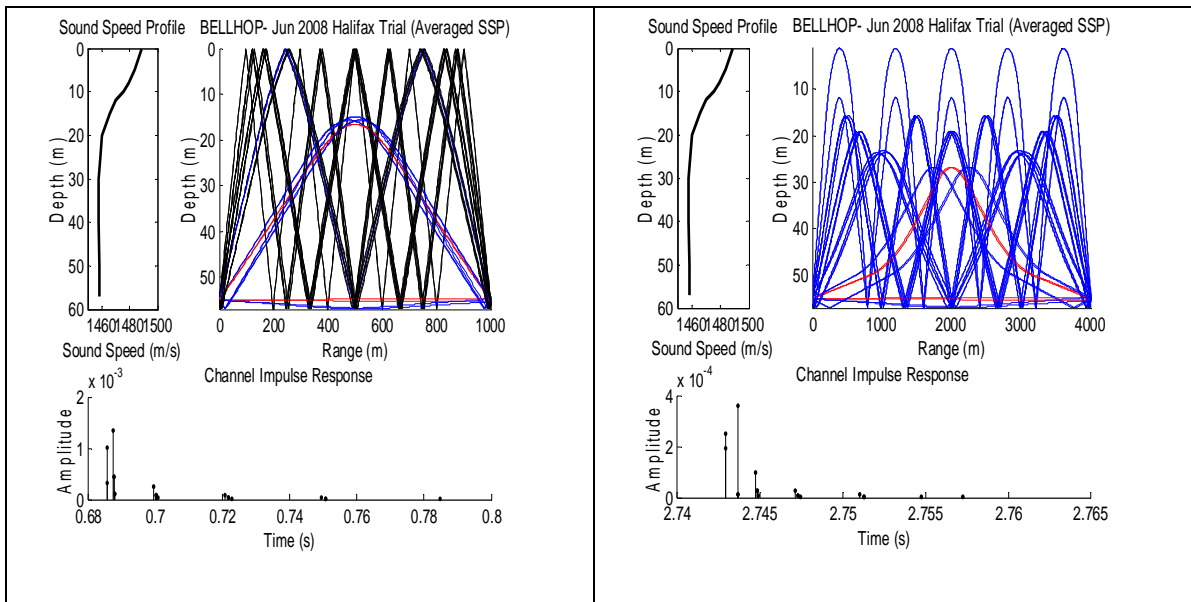 Sound Speed Profile BELLHOP- Jun 2008 Halifax Trial (Averaged SSP)
0
10
20
30
40
50
60
Depth (m)
1460 1480 1500
Sound Speed (m/s)
0
10
20
30
40
50
60
Depth (m)
0 200 400 600 800 1000
Range (m)
x 10^-3
Channel Impulse Response
2
1
0
Amplitude
0.68 0.7 0.72 0.74 0.76 0.78 0.8
Time (s)
Sound Speed Profile BELLHOP- Jun 2008 Halifax Trial (Averaged SSP)
0
10
20
30
40
50
60
Depth (m)
1460 1480 1500
Sound Speed (m/s)
0
10
20
30
40
50
60
Depth (m)
0 1000 2000 3000 4000
Range (m)
x 10^-4
Channel Impulse Response
4
2
0
Amplitude
2.74 2.745 2.75 2.755 2.76 2.765
Time (s)